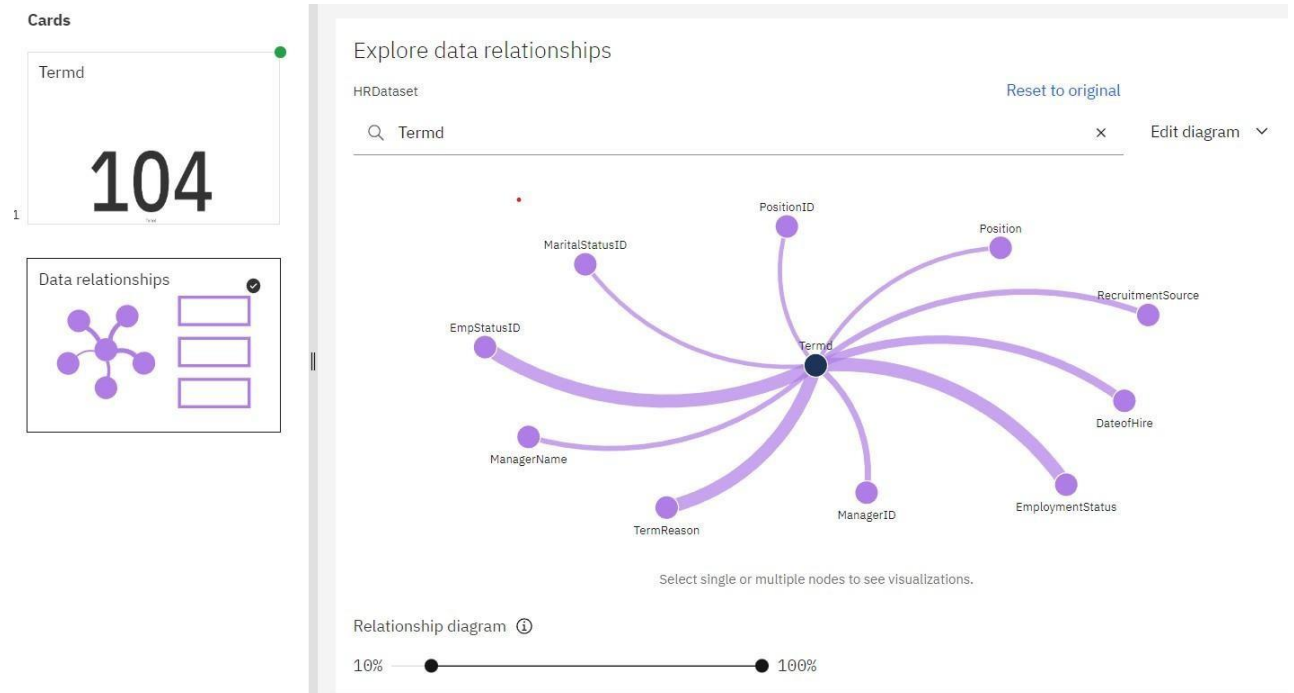 Cards
Termd
104
1
Data relationships
Explore data relationships
HRDataset
Reset to original
Termd
Edit diagram
PositionID
Position
MaritalStatusID
RecruitmentSource
EmpStatusID
Termd
DateofHire
ManagerName
EmploymentStatus
ManagerID
TermReason
Select single or multiple nodes to see visualizations.
Relationship diagram
10% 100%